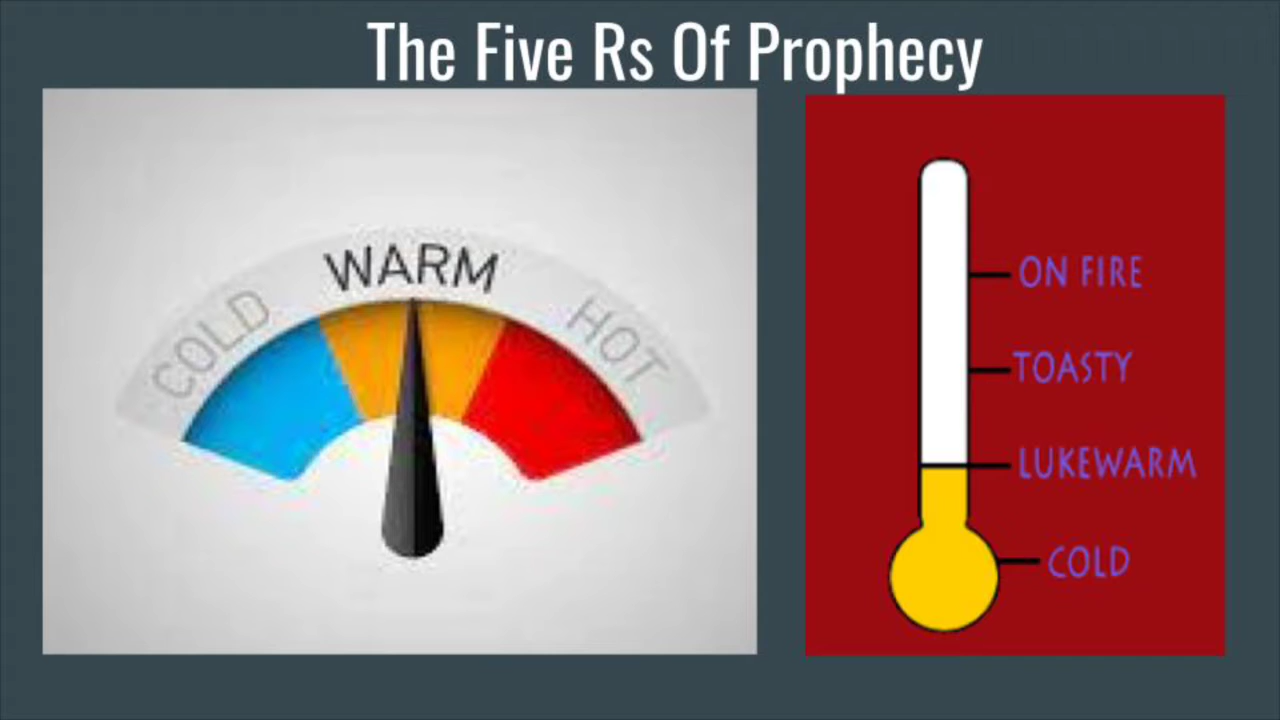 The Five Rs Of Prophecy
COLD
WARM
HOT
ON FIRE
TOASTY
LUKEWARM
COLD